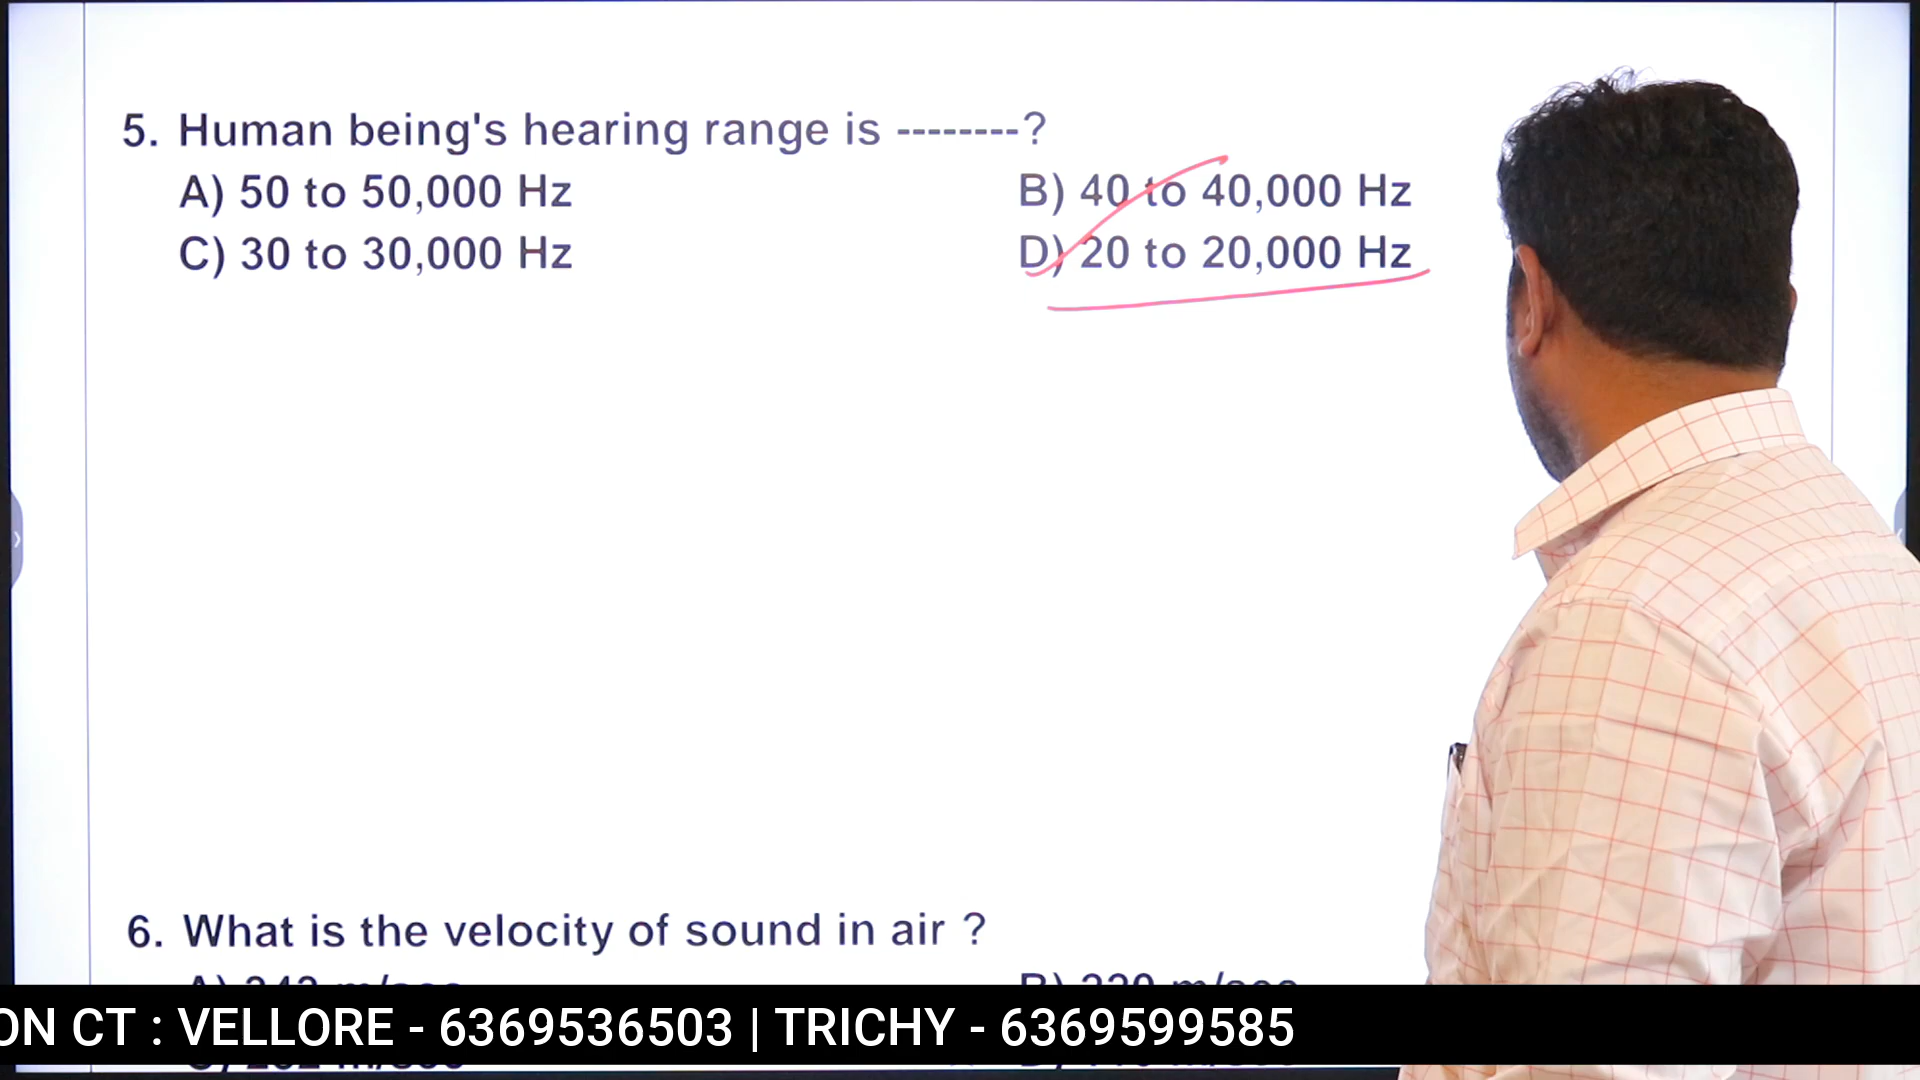 5. Human being's hearing range is --------?
A) 50 to 50,000 Hz
B) 40 to 40,000 Hz
C) 30 to 30,000 Hz
D) 20 to 20,000 Hz
6. What is the velocity of sound in air ?
ON CT : VELLORE - 6369536503 | TRICHY - 6369599585